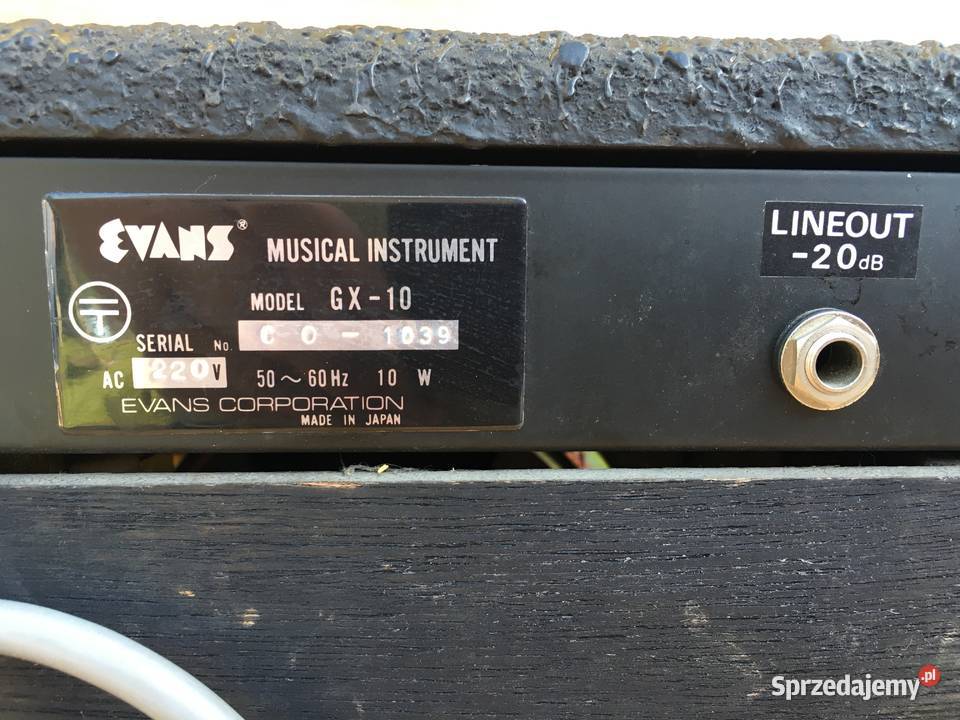 EVANS® MUSICAL INSTRUMENT
MODEL GX-10
SERIAL No. C0-1039
AC 220V 50~60Hz 10 W
EVANS CORPORATION
MADE IN JAPAN
LINEOUT
-20dB
Sprzedajemy.pl